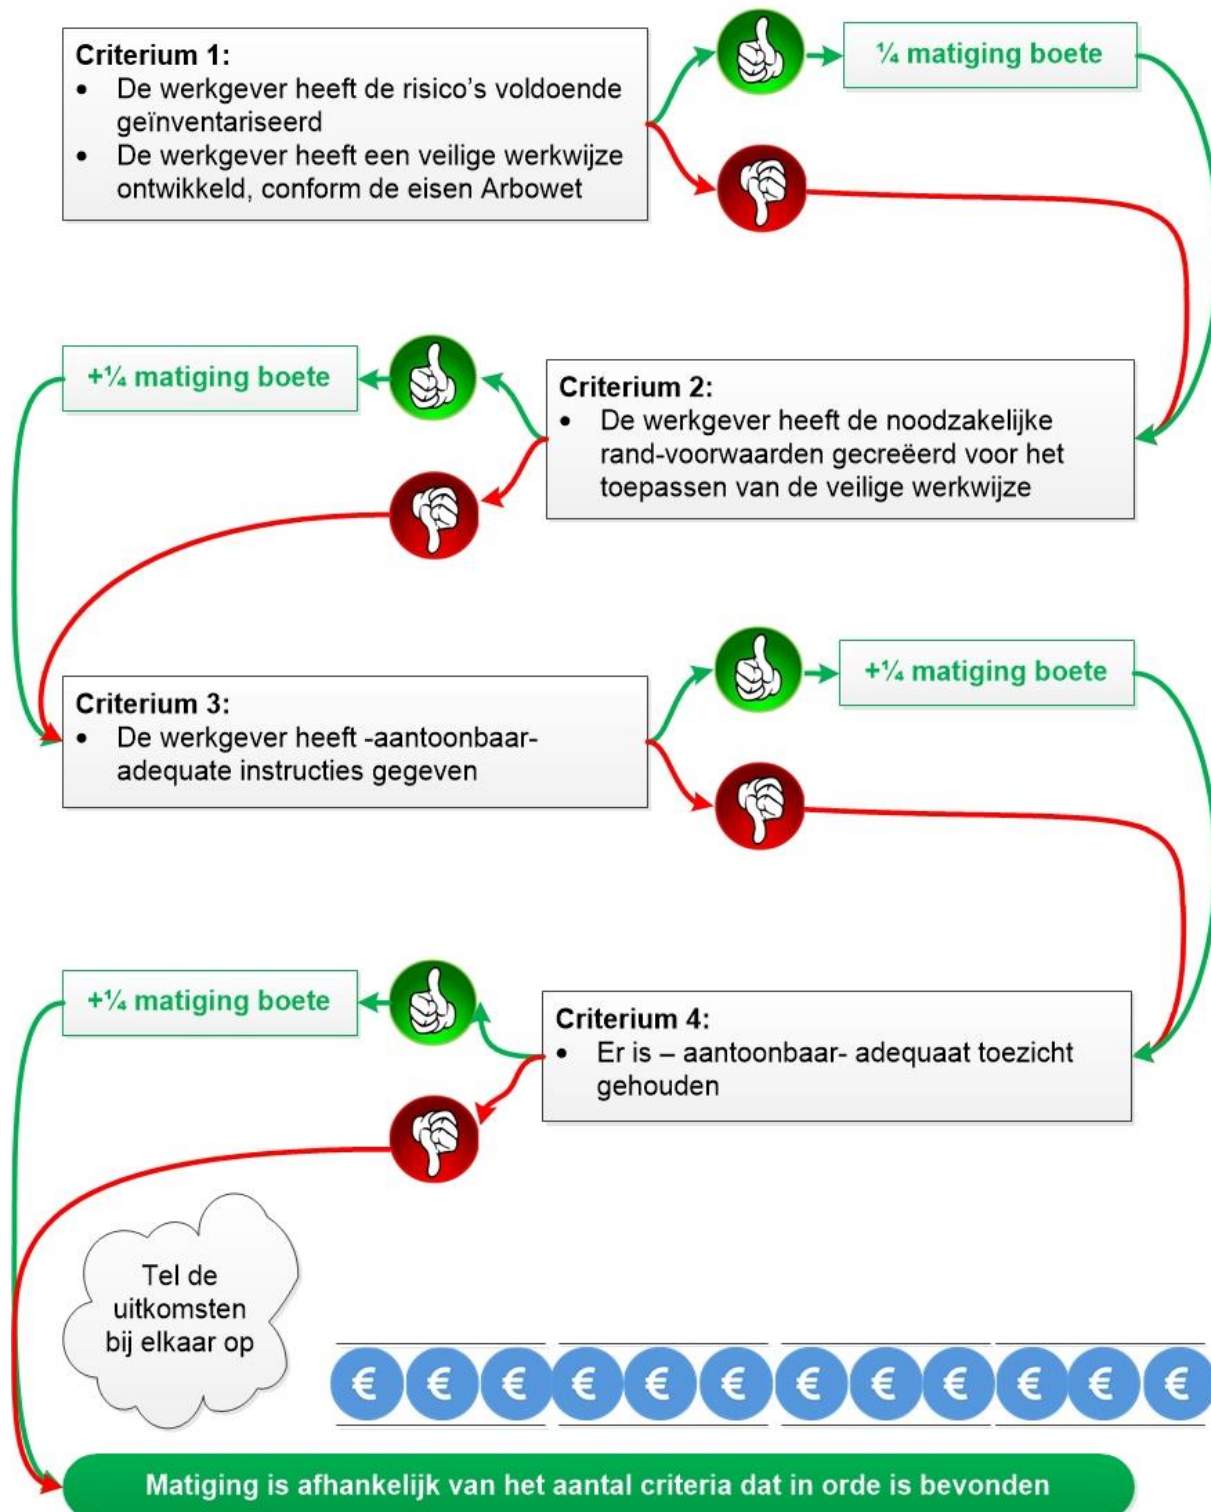 Criterium 1:
• De werkgever heeft de risico's voldoende
geïnventariseerd
• De werkgever heeft een veilige werkwijze
ontwikkeld, conform de eisen Arbowet
¼ matiging boete
+¼ matiging boete
Criterium 2:
• De werkgever heeft de noodzakelijke
rand-voorwaarden gecreëerd voor het
toepassen van de veilige werkwijze
Criterium 3:
• De werkgever heeft -aantoonbaar-
adequate instructies gegeven
+¼ matiging boete
+¼ matiging boete
Criterium 4:
• Er is – aantoonbaar- adequaat toezicht
gehouden
Tel de
uitkomsten
bij elkaar op
€ € € € € € € € € € € €
Matiging is afhankelijk van het aantal criteria dat in orde is bevonden